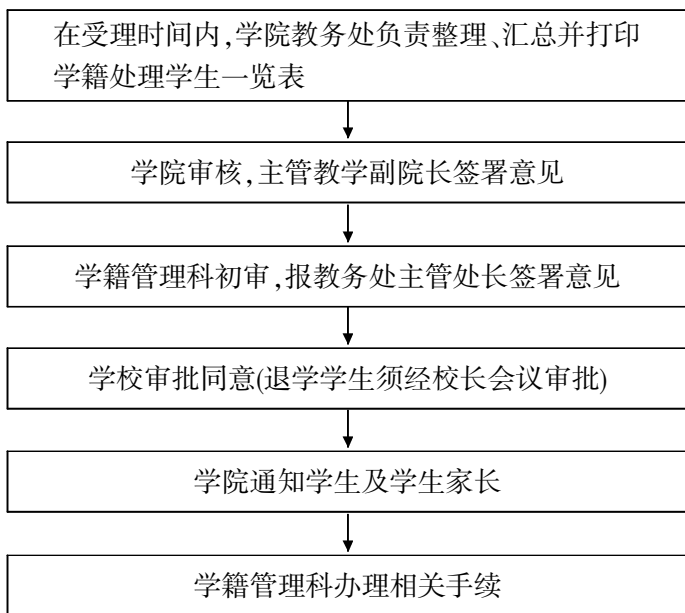 在受理时间内,学院教务处负责整理、汇总并打印
学籍处理学生一览表
学院审核,主管教学副院长签署意见
学籍管理科初审,报教务处主管处长签署意见
学校审批同意(退学学生须经校长会议审批)
学院通知学生及学生家长
学籍管理科办理相关手续